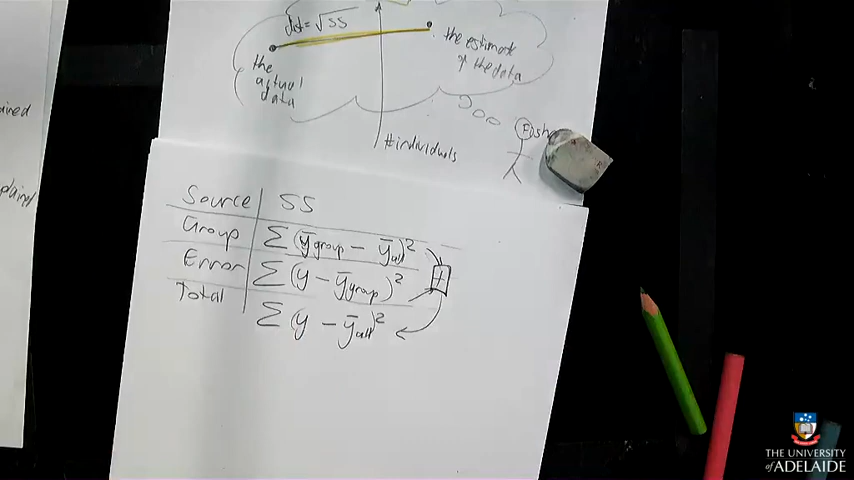 dist = √SS
the actual data
the estimate of the data
ained
#individuals
plained
Source SS
Group Σ (ȳgroup − ȳall)²
Error Σ (y − ȳgroup)²
Total Σ (y − ȳall)²
+
THE UNIVERSITY
of ADELAIDE